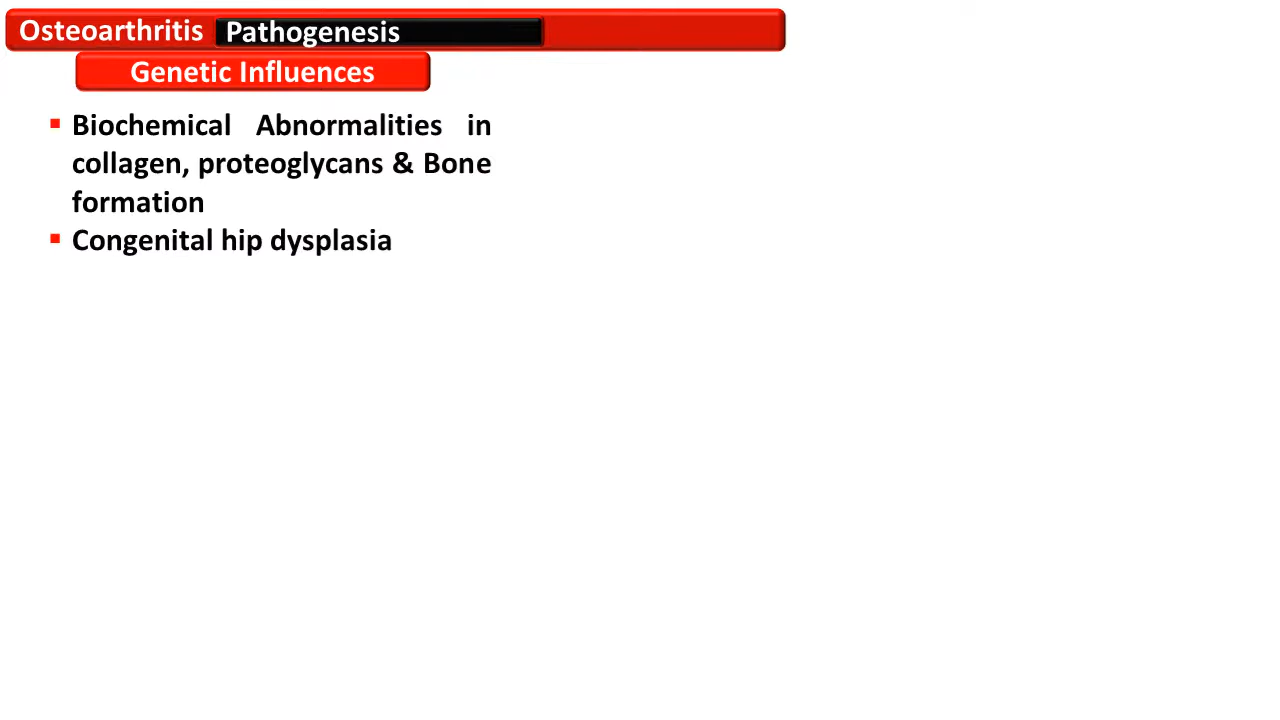 Osteoarthritis Pathogenesis
Genetic Influences
▪ Biochemical Abnormalities in
collagen, proteoglycans & Bone
formation
▪ Congenital hip dysplasia